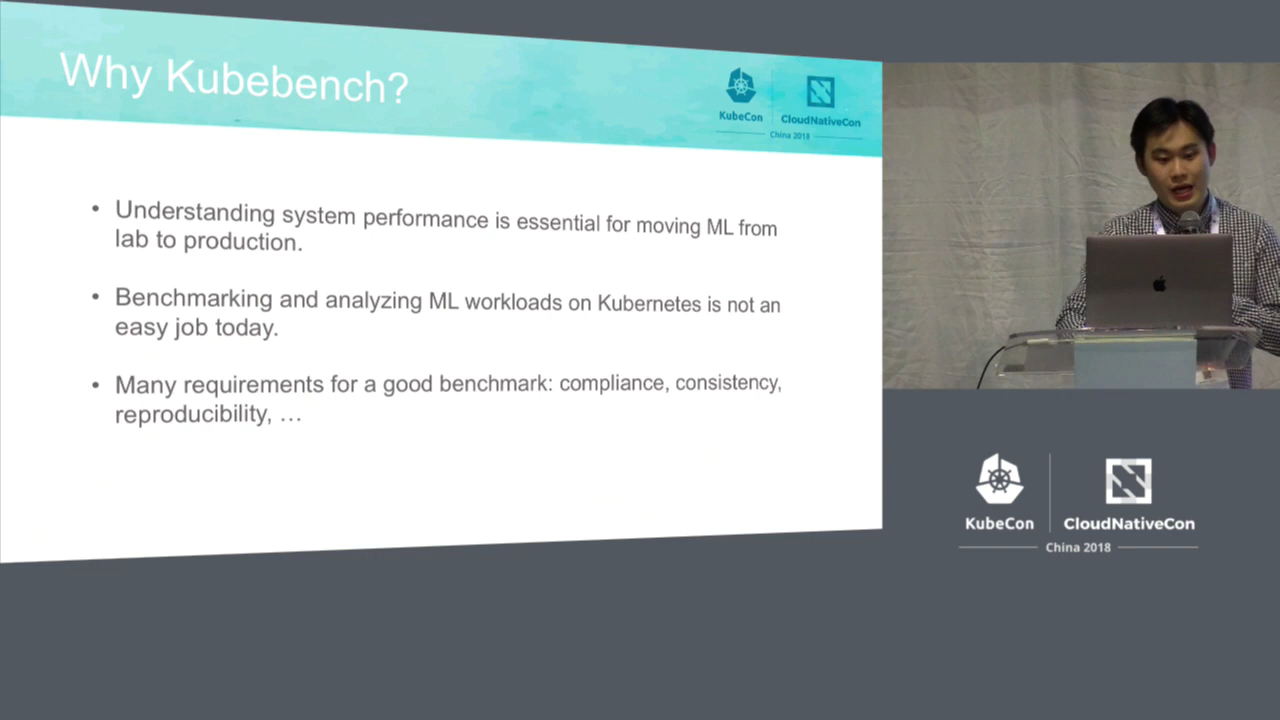 Why Kubebench?
KubeCon
CloudNativeCon
China 2018
• Understanding system performance is essential for moving ML from
lab to production.
• Benchmarking and analyzing ML workloads on Kubernetes is not an
easy job today.
• Many requirements for a good benchmark: compliance, consistency,
reproducibility, …
KubeCon
CloudNativeCon
China 2018